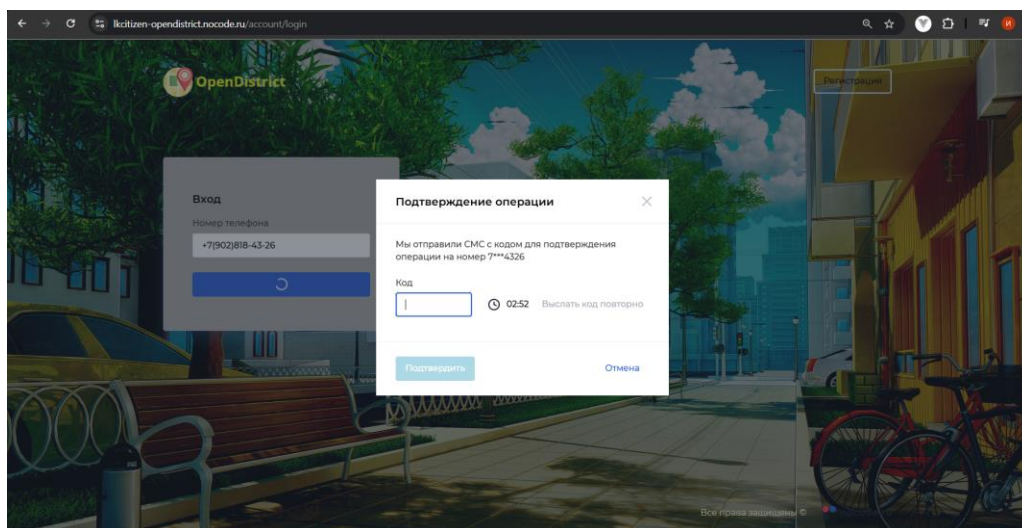 lkcitizen-opendistrict.nocode.ru/account/login
И
OpenDistrict
Регистрация
Вход
Номер телефона
+7(902)818-43-26
Подтверждение операции
Мы отправили СМС с кодом для подтверждения
операции на номер 7***4326
Код
02:52 Выслать код повторно
Подтвердить
Отмена
Все права защищены ©